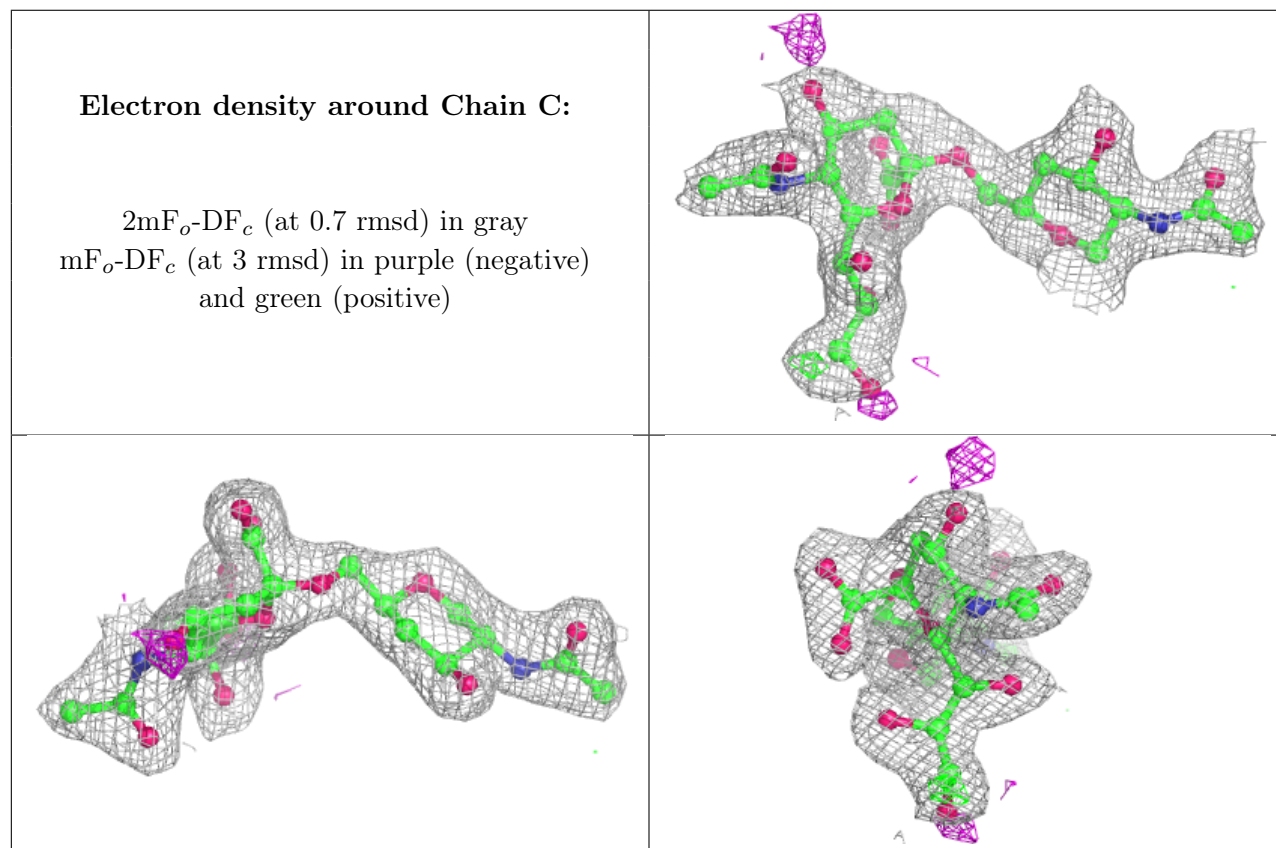 Electron density around Chain C:
2mFo-DFc (at 0.7 rmsd) in gray
mFo-DFc (at 3 rmsd) in purple (negative)
and green (positive)